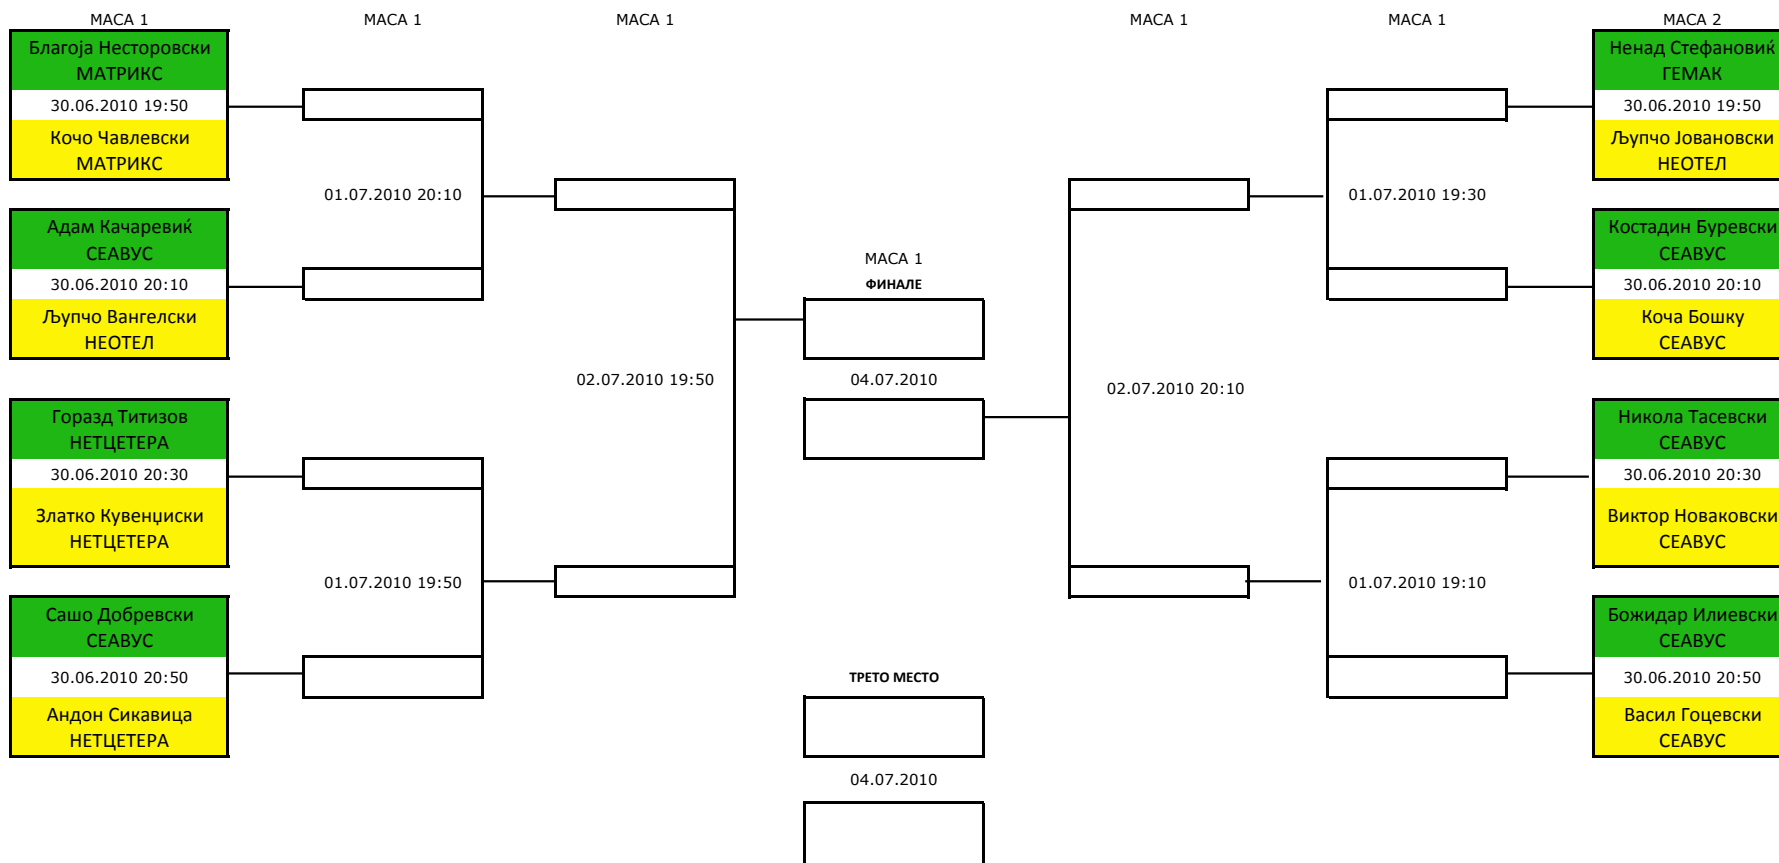 МАСА 1
МАСА 1
МАСА 1
МАСА 1
МАСА 1
МАСА 2
Благоја Несторовски
МАТРИКС
30.06.2010 19:50
Кочо Чавлевски
МАТРИКС
Адам Качаревиќ
СЕАВУС
30.06.2010 20:10
Љупчо Вангелски
НЕОТЕЛ
Горазд Титизов
НЕТЦЕТЕРА
30.06.2010 20:30
Златко Кувенџиски
НЕТЦЕТЕРА
Сашо Добревски
СЕАВУС
30.06.2010 20:50
Андон Сикавица
НЕТЦЕТЕРА
01.07.2010 20:10
01.07.2010 19:50
02.07.2010 19:50
МАСА 1
ФИНАЛЕ
04.07.2010
ТРЕТО МЕСТО
04.07.2010
02.07.2010 20:10
01.07.2010 19:30
01.07.2010 19:10
Ненад Стефановиќ
ГЕМАК
30.06.2010 19:50
Љупчо Јовановски
НЕОТЕЛ
Костадин Буревски
СЕАВУС
30.06.2010 20:10
Коча Бошку
СЕАВУС
Никола Тасевски
СЕАВУС
30.06.2010 20:30
Виктор Новаковски
СЕАВУС
Божидар Илиевски
СЕАВУС
30.06.2010 20:50
Васил Гоцевски
СЕАВУС